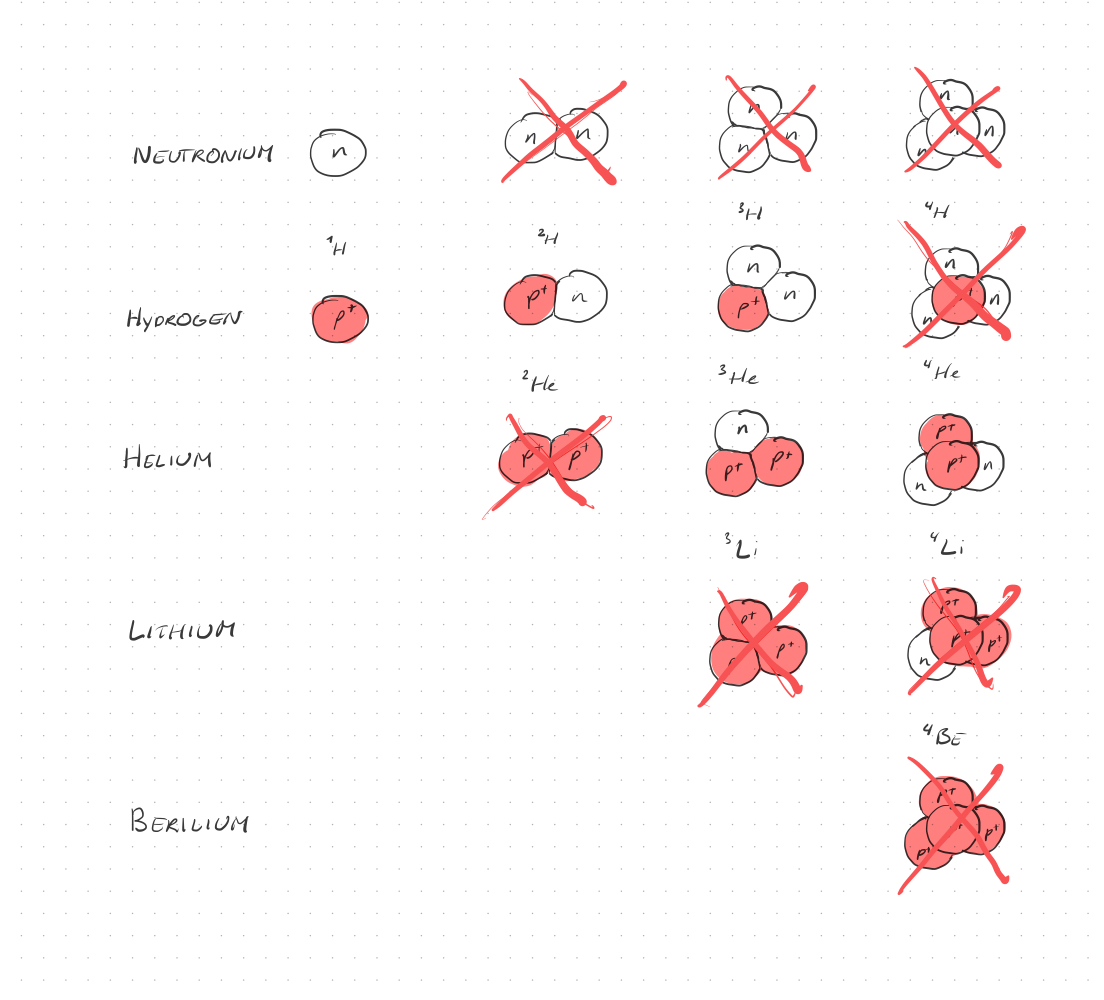 NEUTRONIUM n n n n n n n n n
³H ⁴H
¹H ²H
HYDROGEN p⁺ p⁺ n n p⁺ n n n n
²He ³He ⁴He
HELIUM p⁺ p⁺ n p⁺ p⁺ p⁺ p⁺ n n
³Li ⁴Li
LITHIUM p⁺ p⁺ p⁺ p⁺ p⁺ n
⁴BE
BERILIUM p⁺ p⁺ p⁺